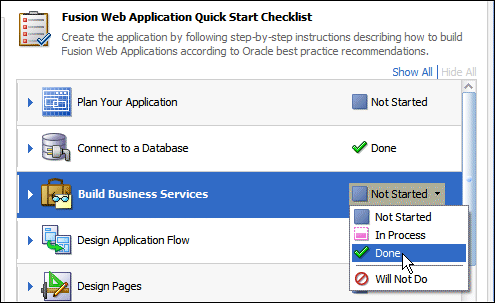 Fusion Web Application Quick Start Checklist
Create the application by following step-by-step instructions describing how to build
Fusion Web Applications according to Oracle best practice recommendations.
Show All Hide All
Plan Your Application Not Started
Connect to a Database Done
Build Business Services Not Started
Not Started
In Process
Design Application Flow
Done
Will Not Do
Design Pages